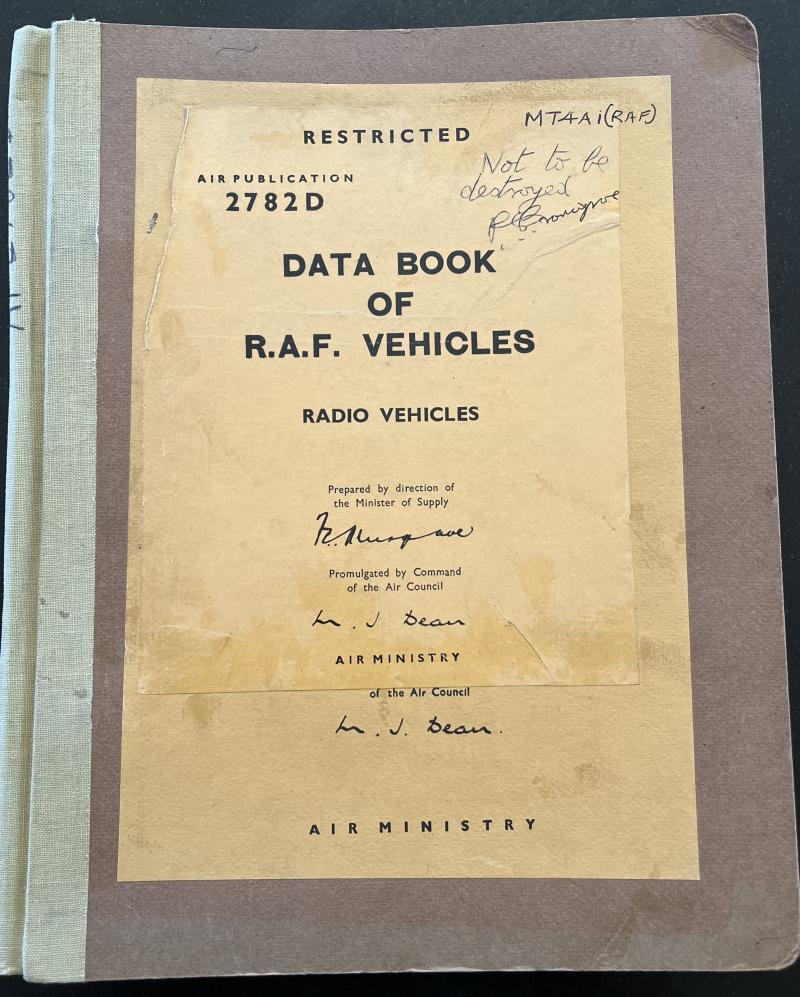 MT4Ai(RAF)
RESTRICTED
Not to be
destroyed
AIR PUBLICATION
2782D
DATA BOOK
OF
R.A.F. VEHICLES
RADIO VEHICLES
Prepared by direction of
the Minister of Supply
Promulgated by Command
of the Air Council
M. J. Dean
AIR MINISTRY
of the Air Council
M. J. Dean.
AIR MINISTRY